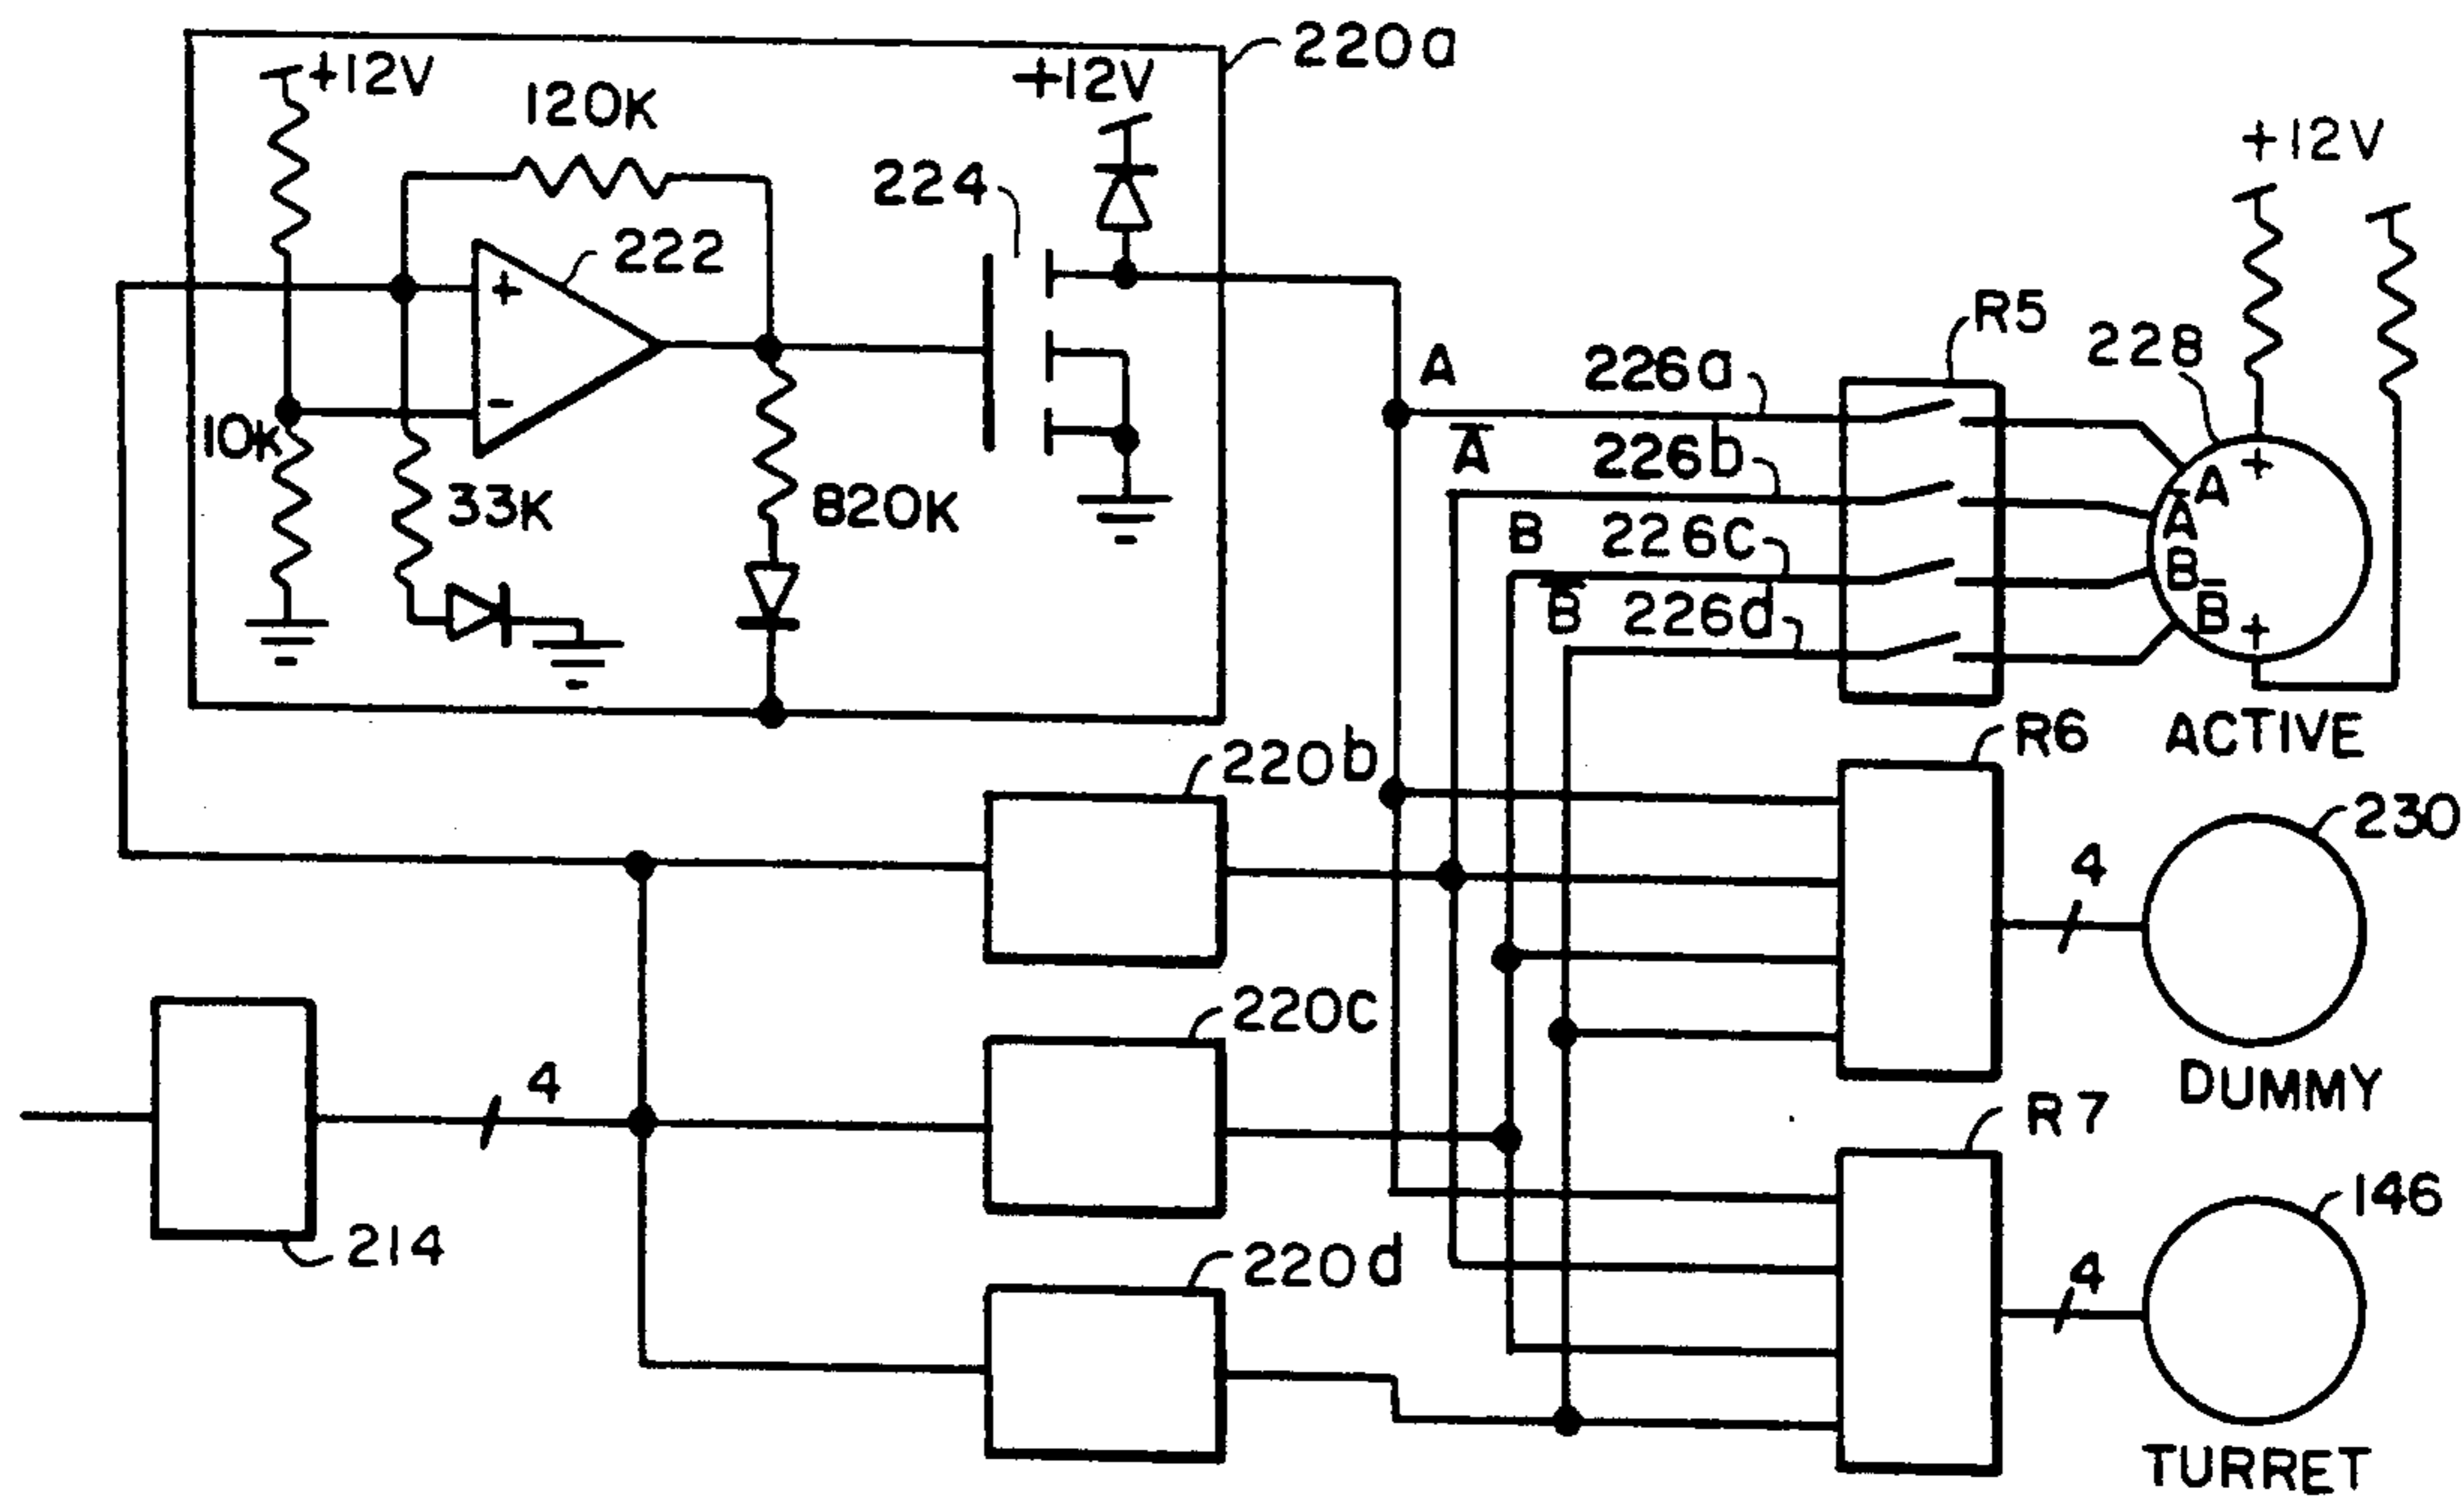 220a
+12V
+12V
120K
+12V
224
222
+
R5
228
A
226a
-
10K
A̅
226b
+
A
33K
820K
B
226c
A̅
B
B̅
226d
B̅
+
ACTIVE
R6
220b
230
4
220C
DUMMY
4
R7
146
214
220d
4
TURRET